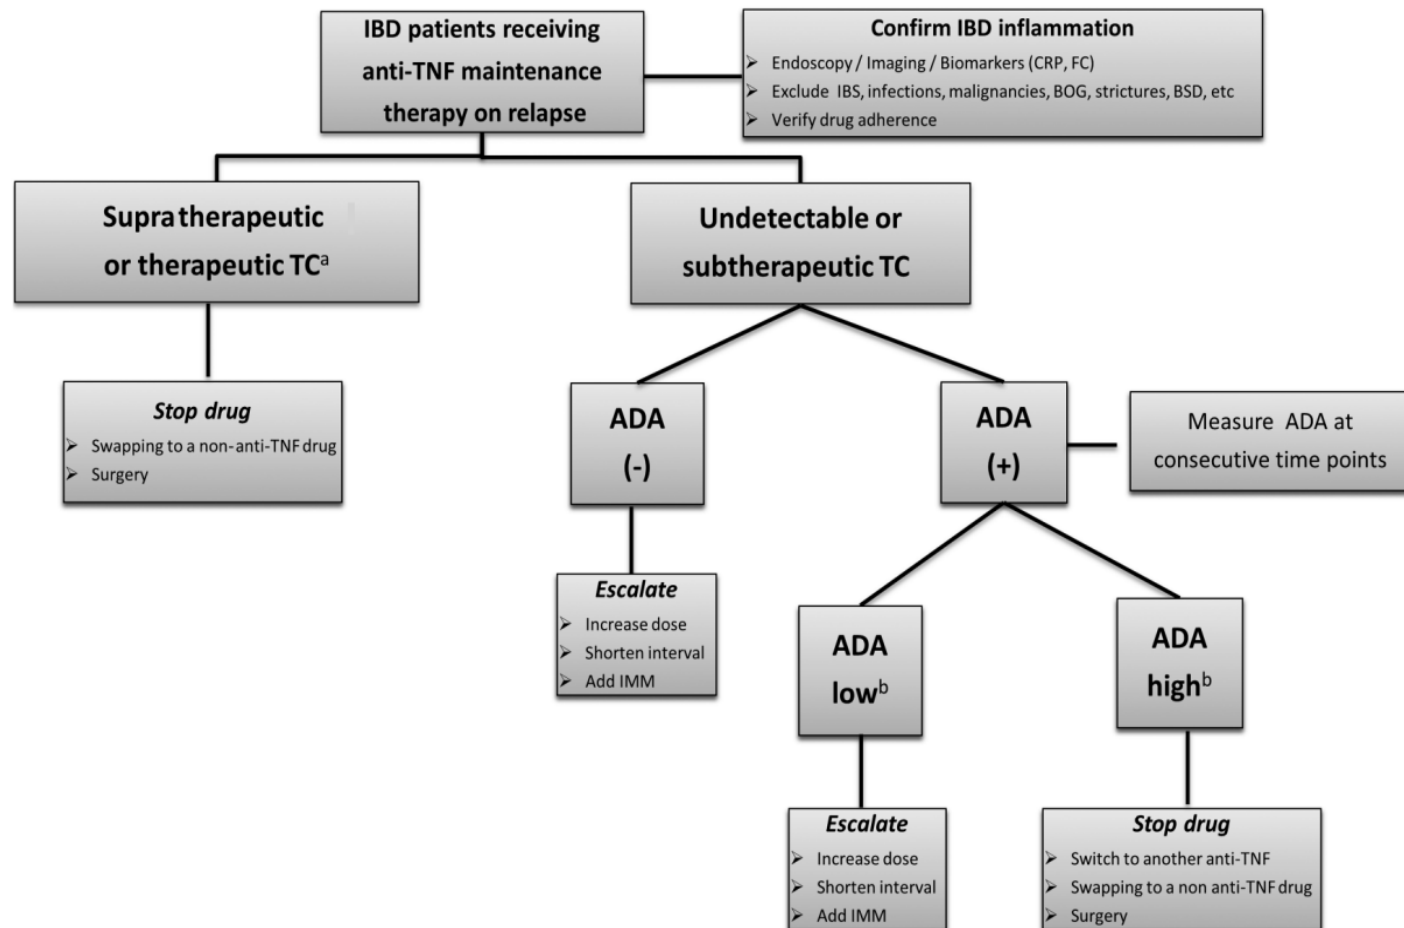 IBD patients receiving
anti-TNF maintenance
therapy on relapse
Confirm IBD inflammation
➢ Endoscopy / Imaging / Biomarkers (CRP, FC)
➢ Exclude IBS, infections, malignancies, BOG, strictures, BSD, etc
➢ Verify drug adherence
Supra therapeutic
or therapeutic TCᵃ
Undetectable or
subtherapeutic TC
Stop drug
➢ Swapping to a non-anti-TNF drug
➢ Surgery
ADA
(-)
ADA
(+)
Measure ADA at
consecutive time points
Escalate
➢ Increase dose
➢ Shorten interval
➢ Add IMM
ADA
lowᵇ
ADA
highᵇ
Escalate
➢ Increase dose
➢ Shorten interval
➢ Add IMM
Stop drug
➢ Switch to another anti-TNF
➢ Swapping to a non anti-TNF drug
➢ Surgery